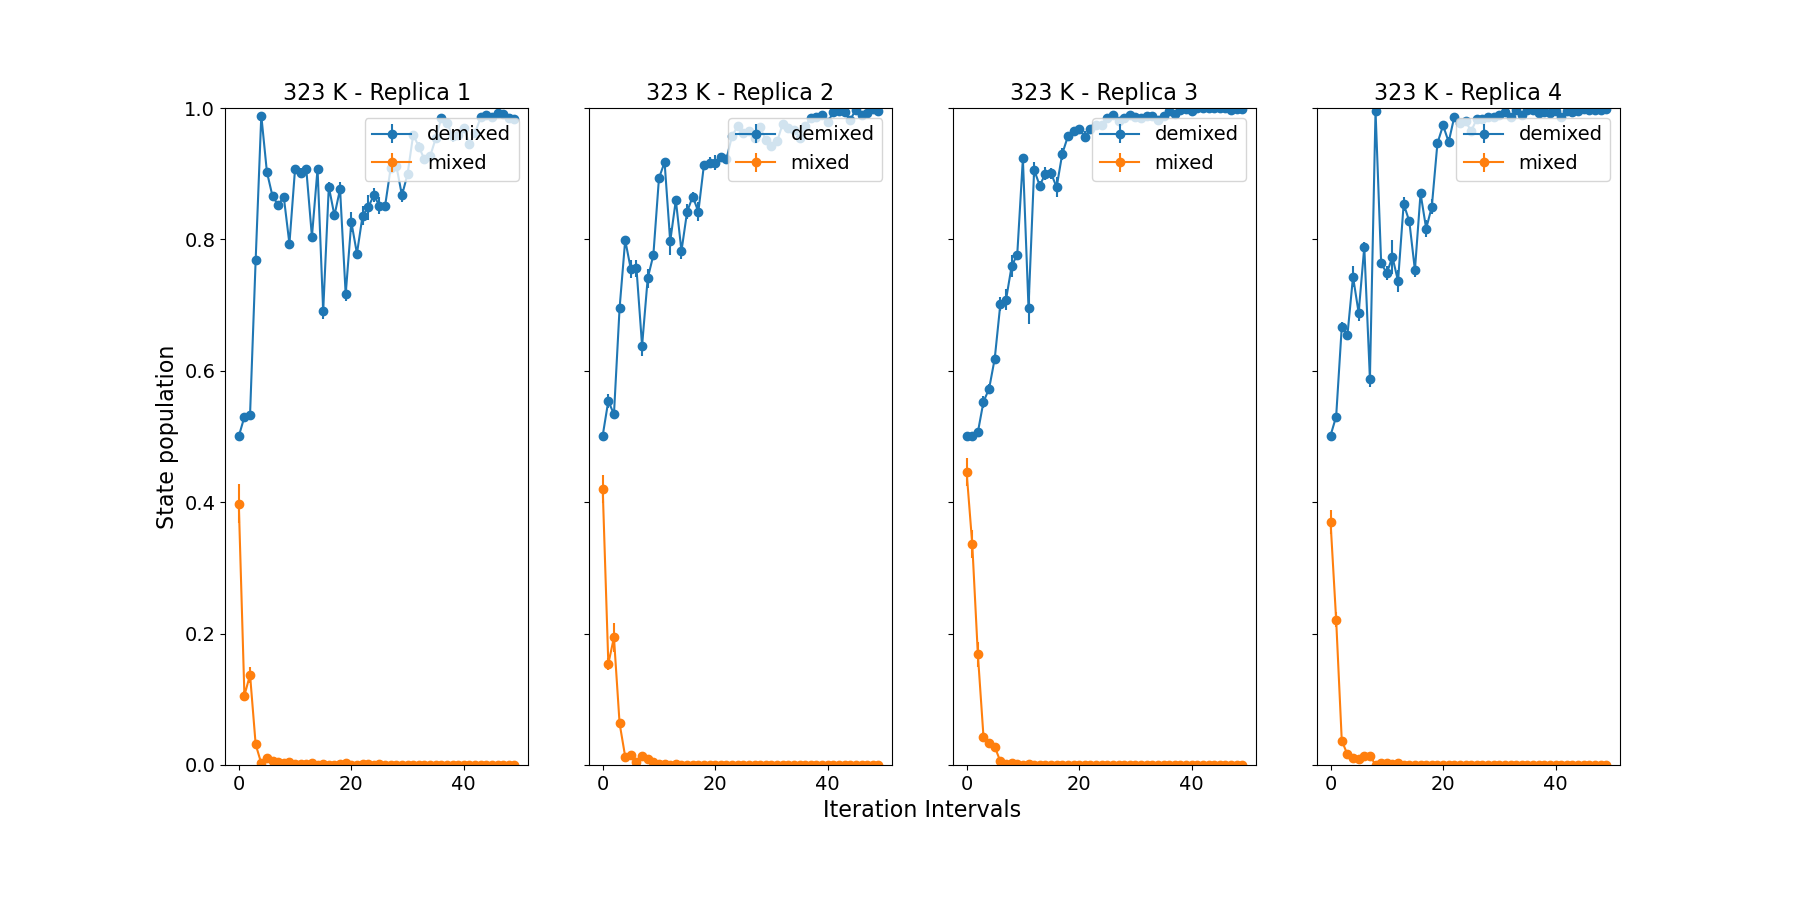 323 K - Replica 1
323 K - Replica 2
323 K - Replica 3
323 K - Replica 4
demixed
mixed
demixed
mixed
demixed
mixed
demixed
mixed
1.0
0.8
0.6
0.4
0.2
0.0
State population
0 20 40
0 20 40
0 20 40
0 20 40
Iteration Intervals